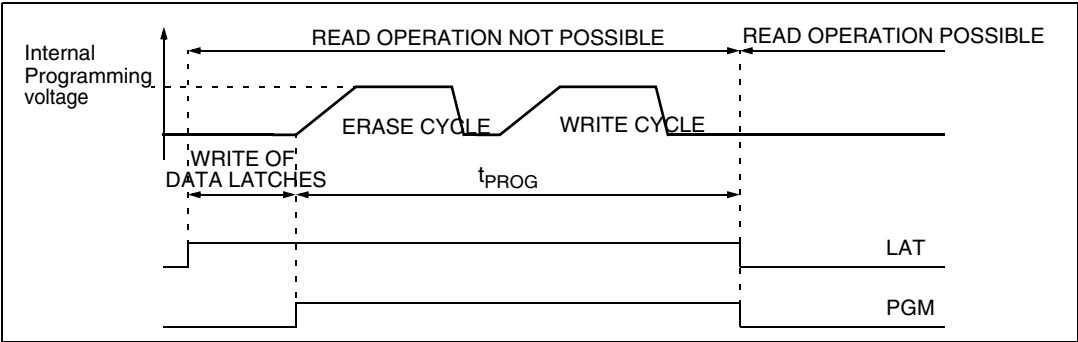 READ OPERATION NOT POSSIBLE
READ OPERATION POSSIBLE
Internal
Programming
voltage
ERASE CYCLE
WRITE CYCLE
WRITE OF
DATA LATCHES
tPROG
LAT
PGM